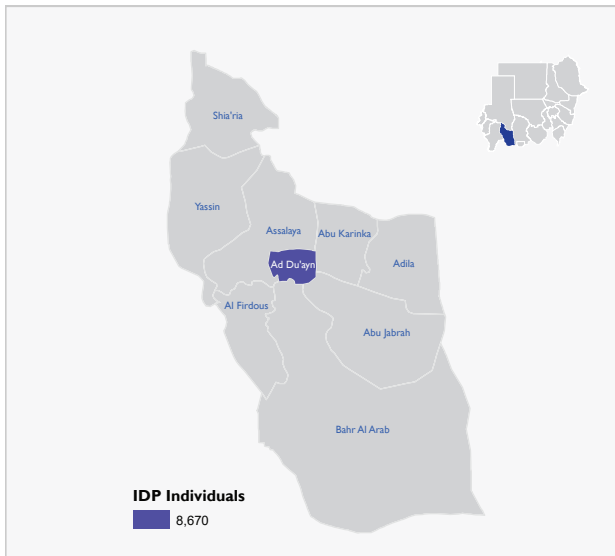 Shia'ria
Yassin
Assalaya
Abu Karinka
Adila
Ad Du'ayn
Al Firdous
Abu Jabrah
Bahr Al Arab
IDP Individuals
8,670